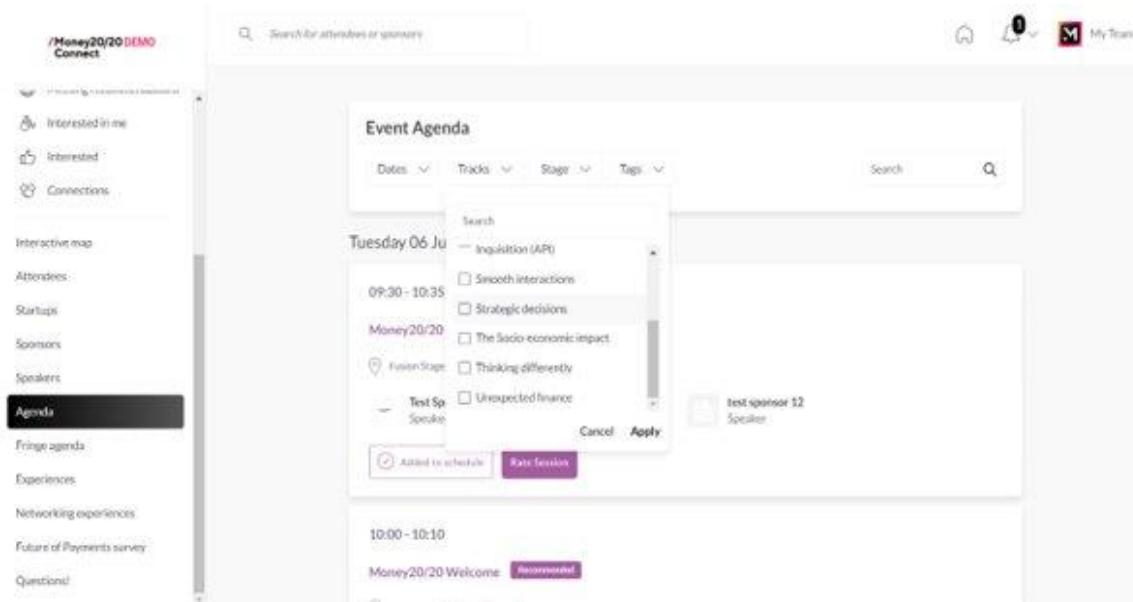 /Money20/20 DEMO
Connect
Search for attendees or sponsors
1
My Team
Interested in me
Interested
Connections
Interactive map
Attendees
Startups
Sponsors
Speakers
Agenda
Fringe agenda
Experiences
Networking experiences
Future of Payments survey
Questions!
Event Agenda
Dates
Tracks
Stage
Tags
Search
Search
Inquisition (API)
Smooth interactions
Strategic decisions
The Socio-economic impact
Thinking differently
Unexpected finance
Cancel
Apply
Tuesday 06 Ju
09:30 - 10:35
Money20/20
Fusion Stage
Test Sp
Speake
test sponsor 12
Speaker
Added to schedule
Rate Session
10:00 - 10:10
Money20/20 Welcome
Recommended